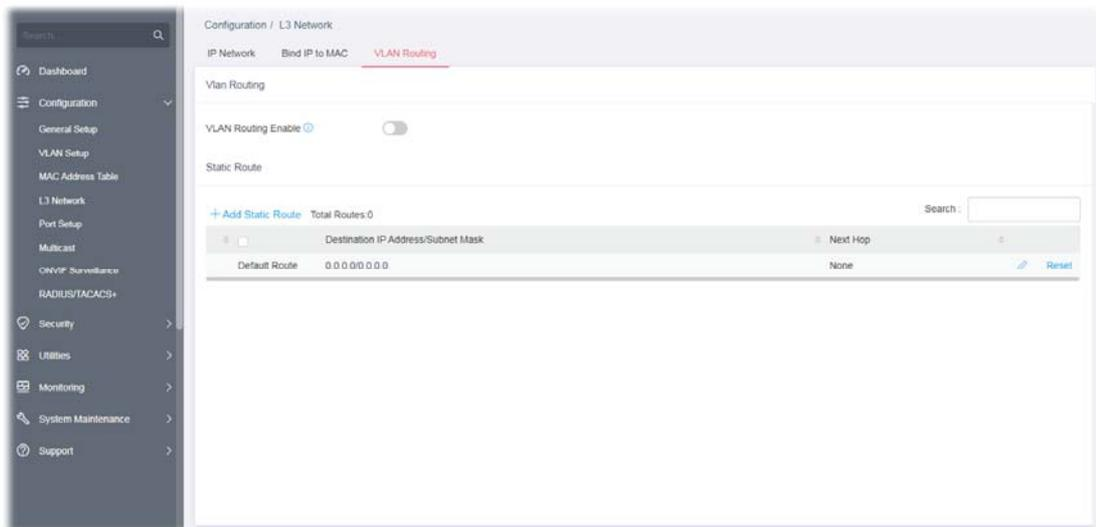 Search...
Dashboard
Configuration
General Setup
VLAN Setup
MAC Address Table
L3 Network
Port Setup
Multicast
ONVIF Surveillance
RADIUS/TACACS+
Security
Utilities
Monitoring
System Maintenance
Support
Configuration / L3 Network
IP Network Bind IP to MAC VLAN Routing
Vlan Routing
VLAN Routing Enable
Static Route
+ Add Static Route Total Routes:0 Search :
Destination IP Address/Subnet Mask Next Hop
Default Route 0.0.0.0/0.0.0.0 None Reset